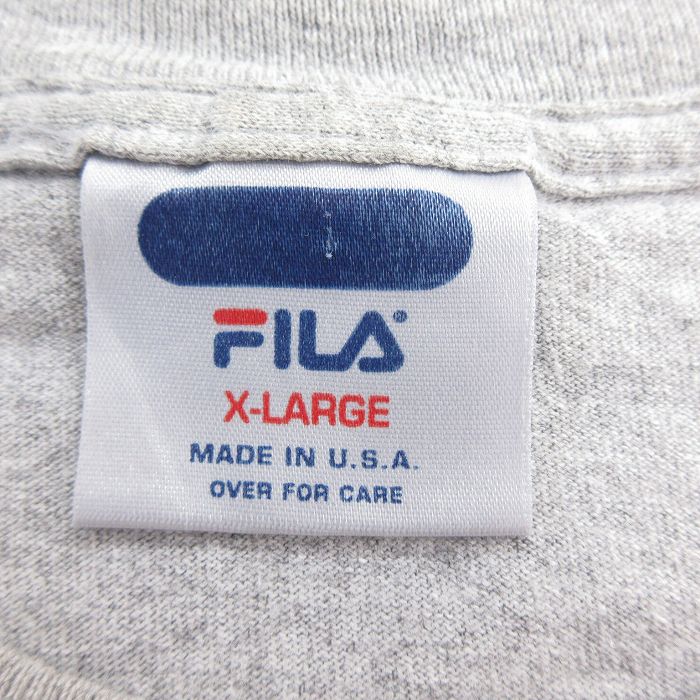 FILA
X-LARGE
MADE IN U.S.A.
OVER FOR CARE